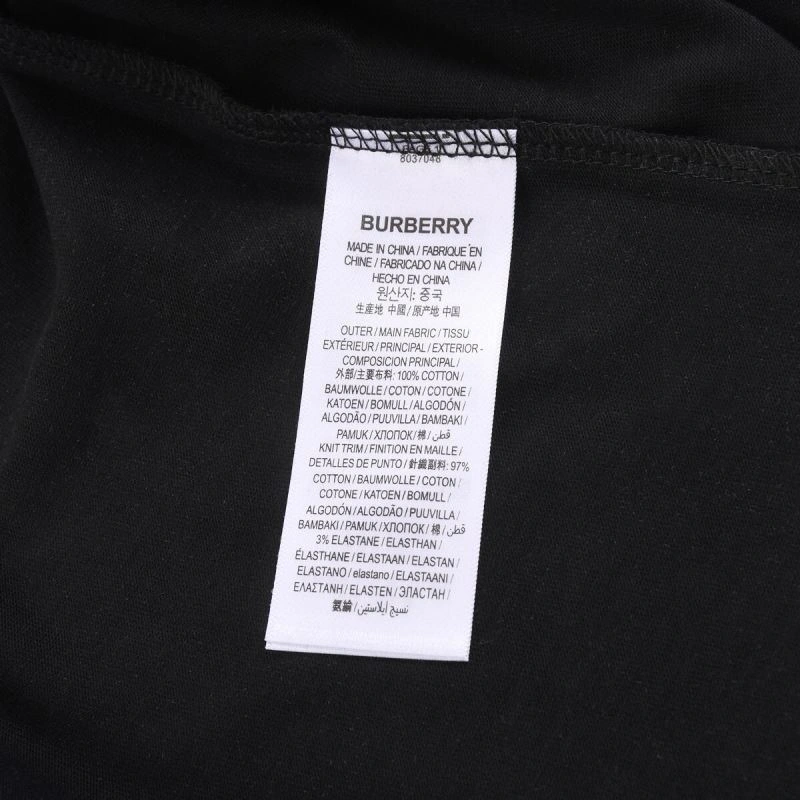 8037048
BURBERRY
MADE IN CHINA / FABRIQUÉ EN
CHINE / FABRICADO NA CHINA /
HECHO EN CHINA
원산지: 중국
生産地 中國 / 原产地 中国
OUTER / MAIN FABRIC / TISSU
EXTÉRIEUR / PRINCIPAL / EXTERIOR -
COMPOSICION PRINCIPAL /
外部/主要布料: 100% COTTON /
BAUMWOLLE / COTON / COTONE /
KATOEN / BOMULL / ALGODÓN /
ALGODÃO / PUUVILLA / BAMBAKI /
PAMUK / ХЛОПОК / 棉 / قطن /
KNIT TRIM / FINITION EN MAILLE /
DETALLES DE PUNTO / 針織副料: 97%
COTTON / BAUMWOLLE / COTON /
COTONE / KATOEN / BOMULL /
ALGODÓN / ALGODÃO / PUUVILLA /
BAMBAKI / PAMUK / ХЛОПОК / 棉 / قطن /
3% ELASTANE / ELASTHAN /
ÉLASTHANE / ELASTAAN / ELASTAN /
ELASTANO / elastano / ELASTAANI /
ΕΛΑΣΤΑΝΗ / ELASTEN / ЭЛАСТАН /
氨綸 / نسيج إيلاستين /